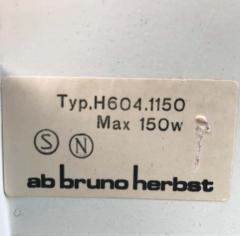 Typ.H604.1150
Max 150w
S N
ab bruno herbst